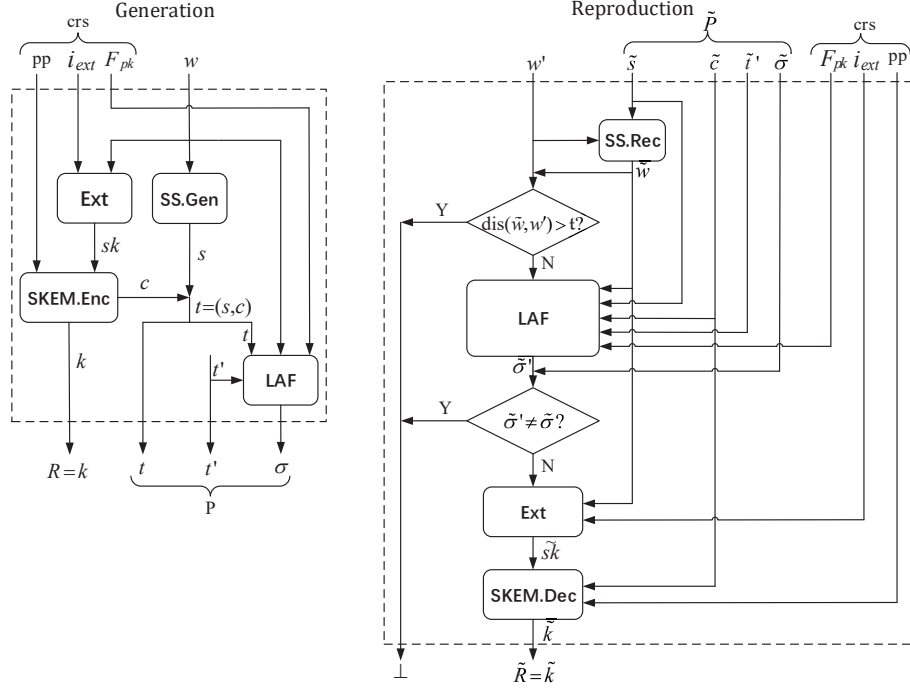 Generation
crs
pp i_ext F_pk w
Ext
SS.Gen
sk
s
SKEM.Enc
c
t=(s,c)
t
k
t'
LAF
R=k
t
t'
σ
P
Reproduction
P̃
crs
w' s̃ c̃ t̃' σ̃ F_pk i_ext pp
SS.Rec
w̃
Y
dis(w̃,w')>t?
N
LAF
σ̃'
Y
σ̃'≠σ̃?
N
Ext
s̃k
SKEM.Dec
k̃
⊥
R̃=k̃